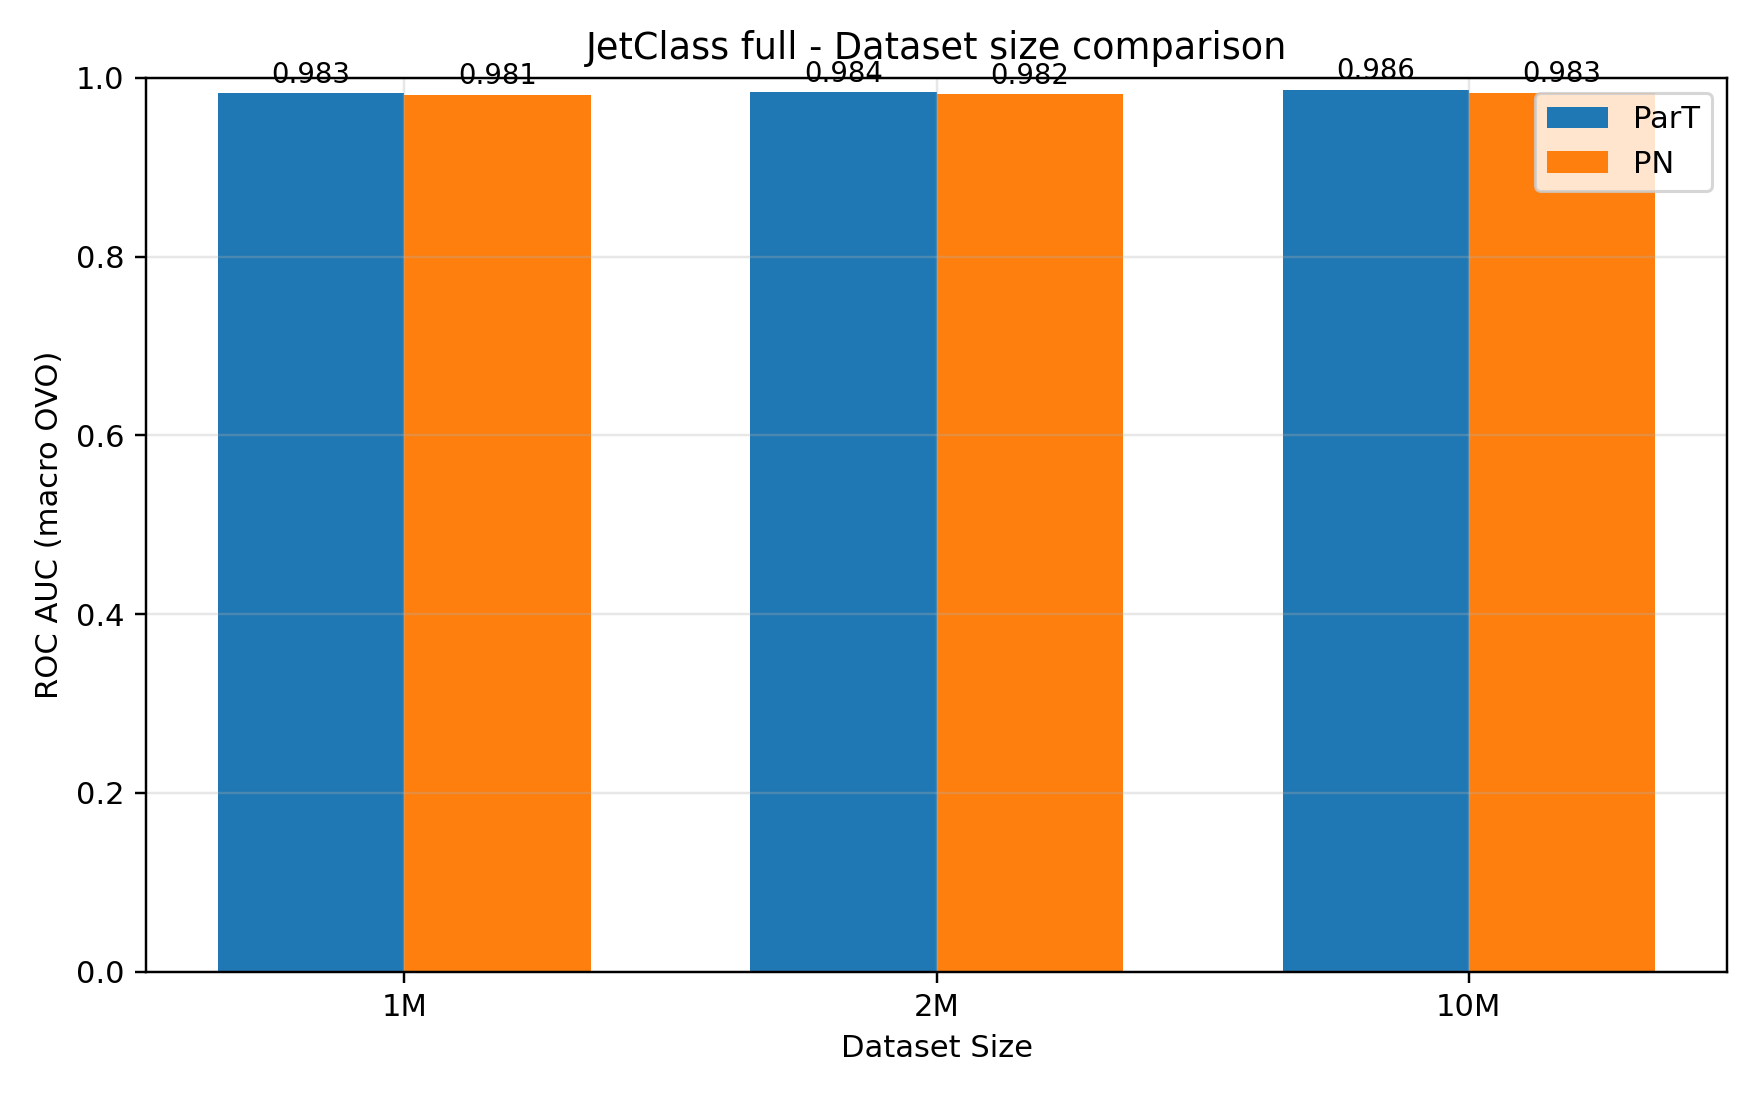 JetClass full - Dataset size comparison
0.983
0.981
0.984
0.982
0.986
0.983
ParT
PN
1.0
0.8
0.6
0.4
0.2
0.0
ROC AUC (macro OVO)
1M
2M
10M
Dataset Size